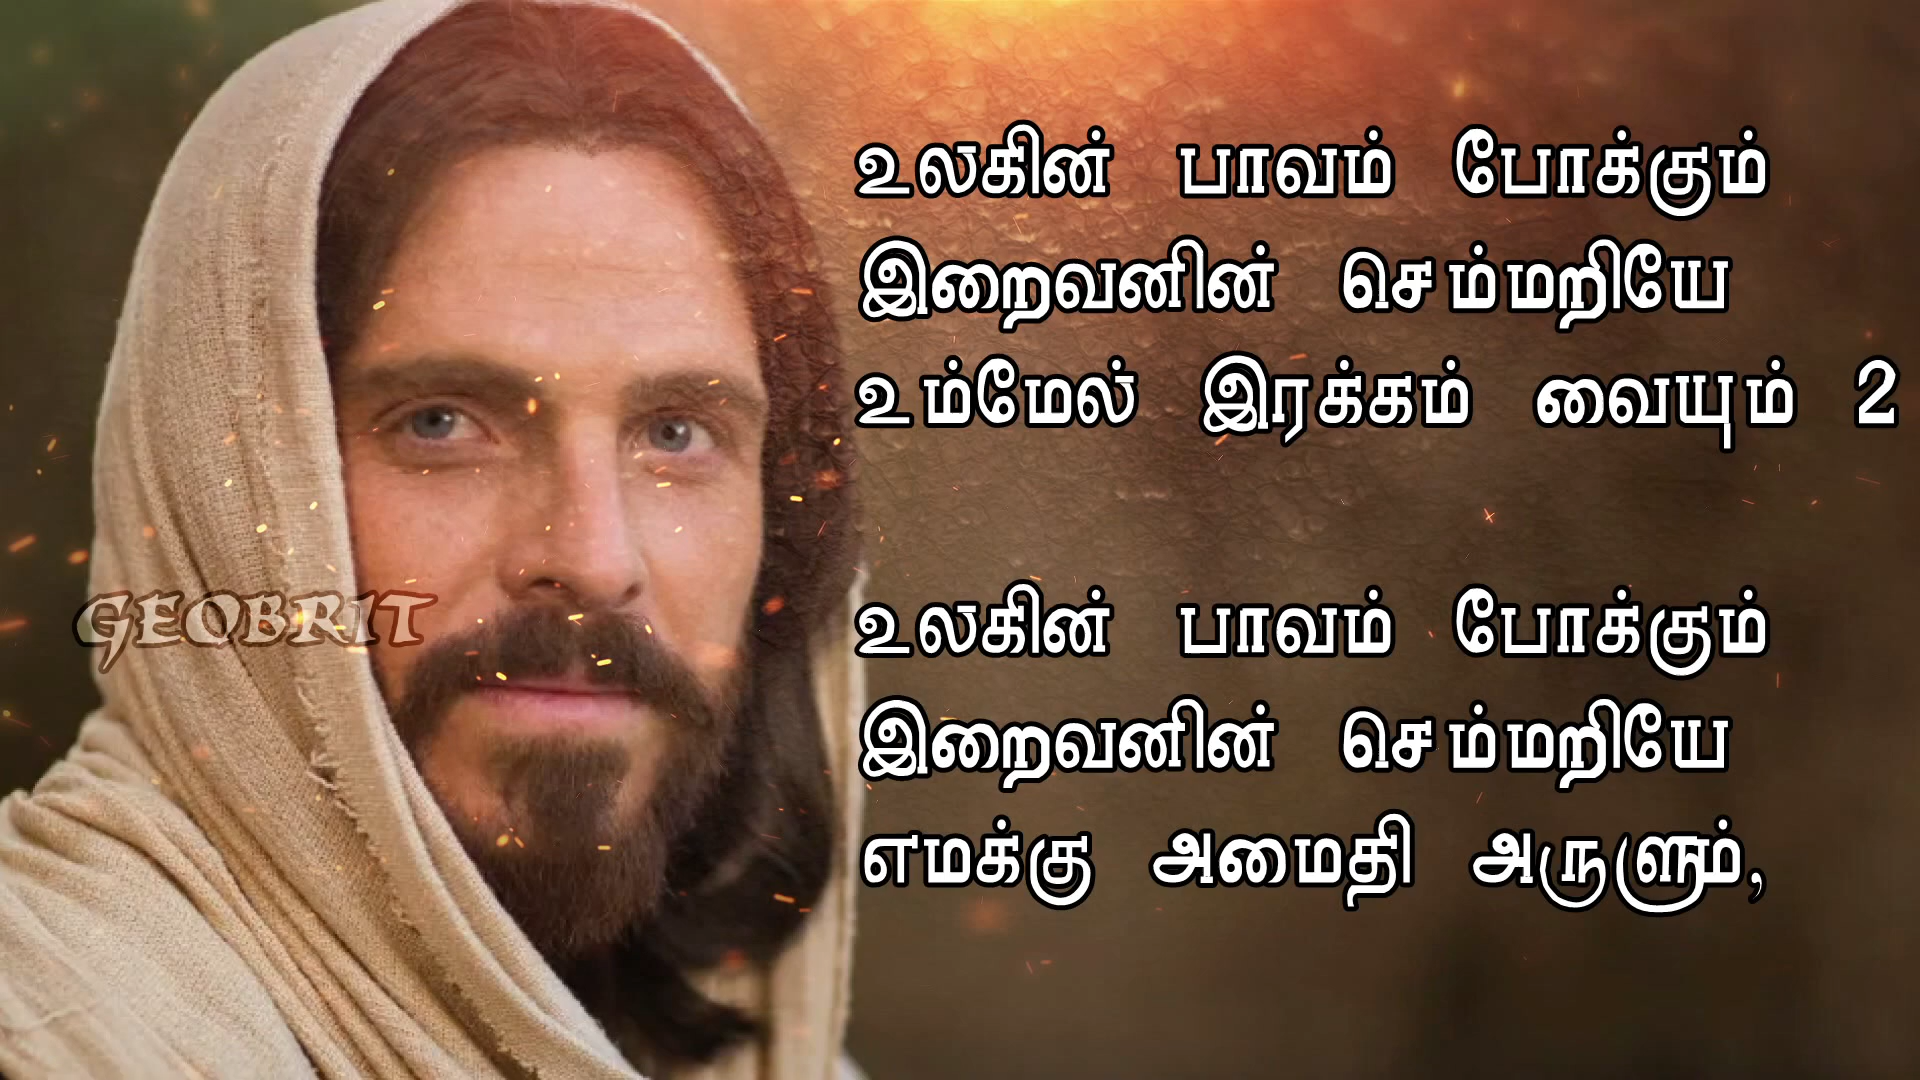 உலகின் பாவம் போக்கும்
இறைவனின் செம்மறியே
உம்மேல் இரக்கம் வையும் 2
உலகின் பாவம் போக்கும்
இறைவனின் செம்மறியே
எமக்கு அமைதி அருளும்,
GEOBRIT